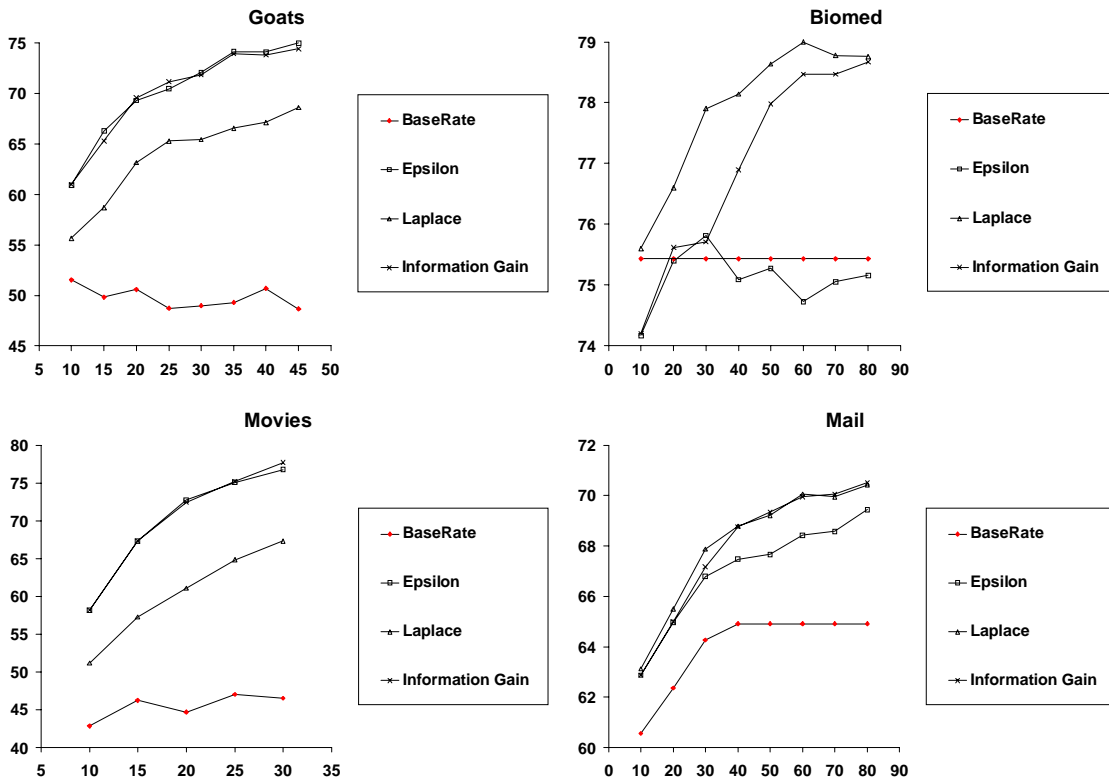 Goats
75
70
65
60
55
50
45
5 10 15 20 25 30 35 40 45 50
BaseRate
Epsilon
Laplace
Information Gain
Biomed
79
78
77
76
75
74
0 10 20 30 40 50 60 70 80 90
BaseRate
Epsilon
Laplace
Information Gain
Movies
80
75
70
65
60
55
50
45
40
5 10 15 20 25 30 35
BaseRate
Epsilon
Laplace
Information Gain
Mail
72
70
68
66
64
62
60
0 10 20 30 40 50 60 70 80 90
BaseRate
Epsilon
Laplace
Information Gain